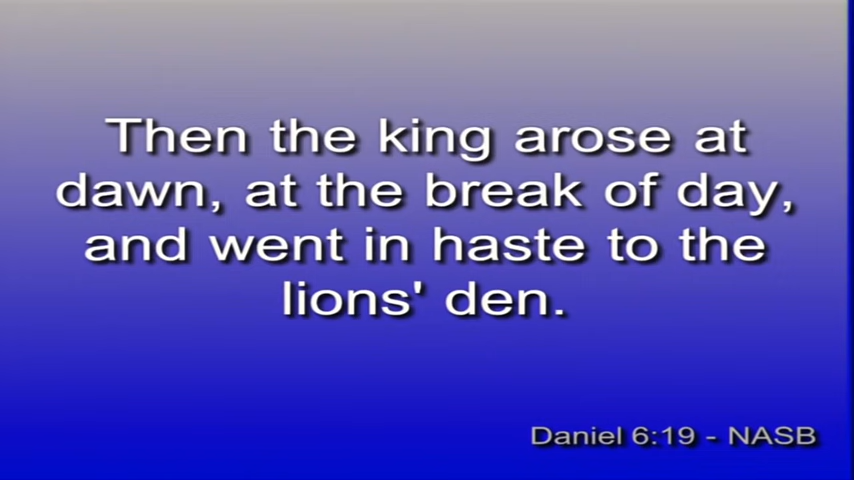 Then the king arose at
dawn, at the break of day,
and went in haste to the
lions' den.
Daniel 6:19 - NASB